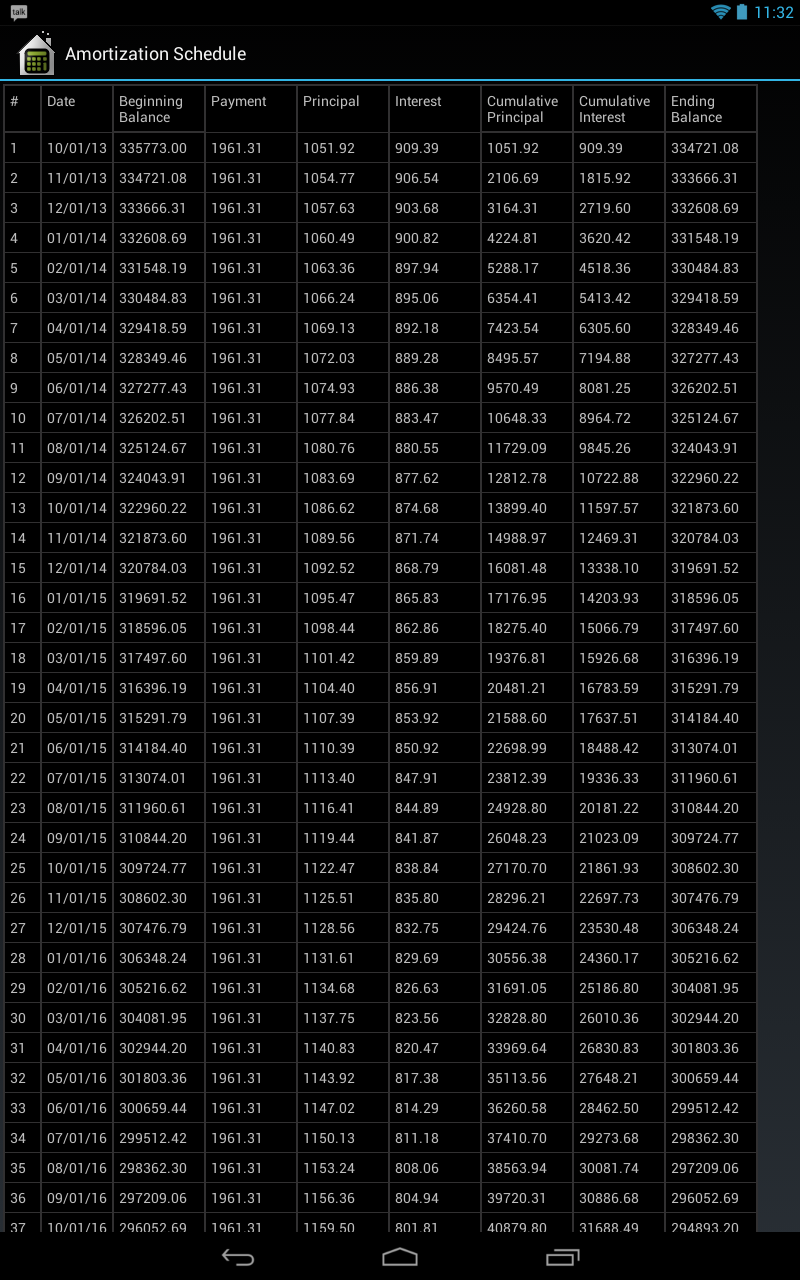 talk
11:32
Amortization Schedule
# Date Beginning Balance Payment Principal Interest Cumulative Principal Cumulative Interest Ending Balance
1 10/01/13 335773.00 1961.31 1051.92 909.39 1051.92 909.39 334721.08
2 11/01/13 334721.08 1961.31 1054.77 906.54 2106.69 1815.92 333666.31
3 12/01/13 333666.31 1961.31 1057.63 903.68 3164.31 2719.60 332608.69
4 01/01/14 332608.69 1961.31 1060.49 900.82 4224.81 3620.42 331548.19
5 02/01/14 331548.19 1961.31 1063.36 897.94 5288.17 4518.36 330484.83
6 03/01/14 330484.83 1961.31 1066.24 895.06 6354.41 5413.42 329418.59
7 04/01/14 329418.59 1961.31 1069.13 892.18 7423.54 6305.60 328349.46
8 05/01/14 328349.46 1961.31 1072.03 889.28 8495.57 7194.88 327277.43
9 06/01/14 327277.43 1961.31 1074.93 886.38 9570.49 8081.25 326202.51
10 07/01/14 326202.51 1961.31 1077.84 883.47 10648.33 8964.72 325124.67
11 08/01/14 325124.67 1961.31 1080.76 880.55 11729.09 9845.26 324043.91
12 09/01/14 324043.91 1961.31 1083.69 877.62 12812.78 10722.88 322960.22
13 10/01/14 322960.22 1961.31 1086.62 874.68 13899.40 11597.57 321873.60
14 11/01/14 321873.60 1961.31 1089.56 871.74 14988.97 12469.31 320784.03
15 12/01/14 320784.03 1961.31 1092.52 868.79 16081.48 13338.10 319691.52
16 01/01/15 319691.52 1961.31 1095.47 865.83 17176.95 14203.93 318596.05
17 02/01/15 318596.05 1961.31 1098.44 862.86 18275.40 15066.79 317497.60
18 03/01/15 317497.60 1961.31 1101.42 859.89 19376.81 15926.68 316396.19
19 04/01/15 316396.19 1961.31 1104.40 856.91 20481.21 16783.59 315291.79
20 05/01/15 315291.79 1961.31 1107.39 853.92 21588.60 17637.51 314184.40
21 06/01/15 314184.40 1961.31 1110.39 850.92 22698.99 18488.42 313074.01
22 07/01/15 313074.01 1961.31 1113.40 847.91 23812.39 19336.33 311960.61
23 08/01/15 311960.61 1961.31 1116.41 844.89 24928.80 20181.22 310844.20
24 09/01/15 310844.20 1961.31 1119.44 841.87 26048.23 21023.09 309724.77
25 10/01/15 309724.77 1961.31 1122.47 838.84 27170.70 21861.93 308602.30
26 11/01/15 308602.30 1961.31 1125.51 835.80 28296.21 22697.73 307476.79
27 12/01/15 307476.79 1961.31 1128.56 832.75 29424.76 23530.48 306348.24
28 01/01/16 306348.24 1961.31 1131.61 829.69 30556.38 24360.17 305216.62
29 02/01/16 305216.62 1961.31 1134.68 826.63 31691.05 25186.80 304081.95
30 03/01/16 304081.95 1961.31 1137.75 823.56 32828.80 26010.36 302944.20
31 04/01/16 302944.20 1961.31 1140.83 820.47 33969.64 26830.83 301803.36
32 05/01/16 301803.36 1961.31 1143.92 817.38 35113.56 27648.21 300659.44
33 06/01/16 300659.44 1961.31 1147.02 814.29 36260.58 28462.50 299512.42
34 07/01/16 299512.42 1961.31 1150.13 811.18 37410.70 29273.68 298362.30
35 08/01/16 298362.30 1961.31 1153.24 808.06 38563.94 30081.74 297209.06
36 09/01/16 297209.06 1961.31 1156.36 804.94 39720.31 30886.68 296052.69
37 10/01/16 296052.69 1961.31 1159.50 801.81 40879.80 31688.49 294893.20